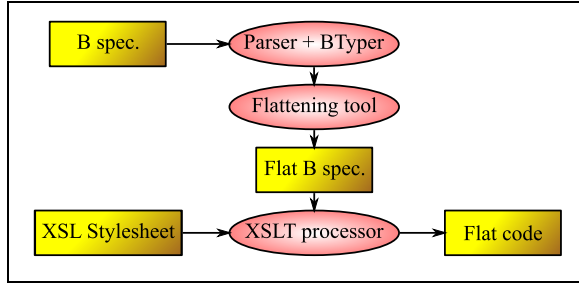 B spec.
Parser + BTyper
Flattening tool
Flat B spec.
XSL Stylesheet
XSLT processor
Flat code